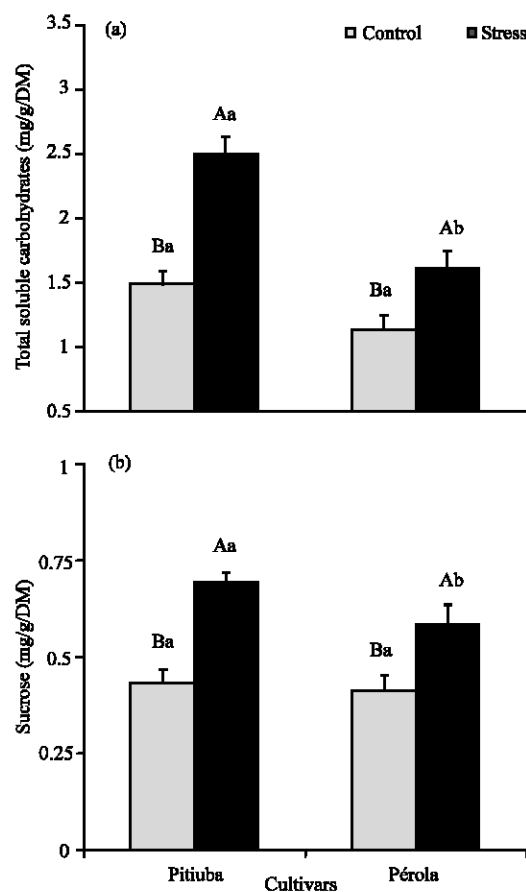 (a)
Control
Stress
Total soluble carbohydrates (mg/g/DM)
3.5
3
2.5
2
1.5
1
0.5
Ba
Aa
Ba
Ab
(b)
Sucrose (mg/g/DM)
1
0.75
0.5
0.25
0
Ba
Aa
Ba
Ab
Pitiuba
Pérola
Cultivars